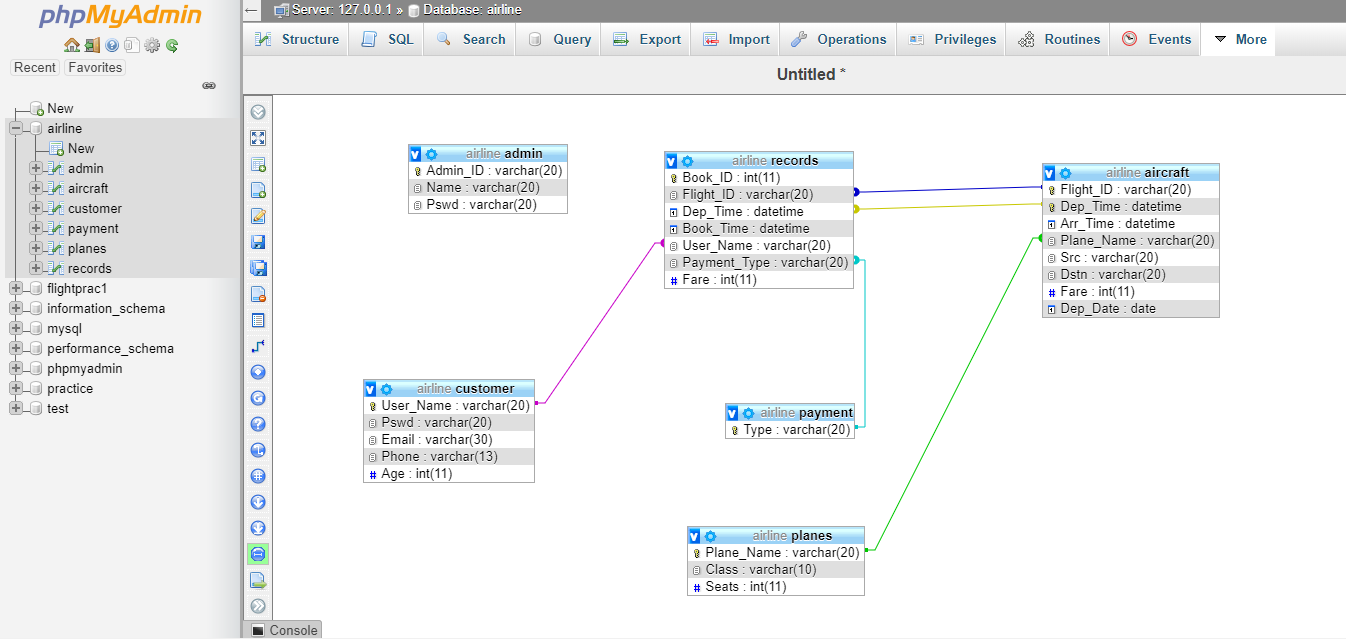 phpMyAdmin
Recent Favorites
New
airline
New
admin
aircraft
customer
payment
planes
records
flightprac1
information_schema
mysql
performance_schema
phpmyadmin
practice
test
← Server: 127.0.0.1 » Database: airline
Structure SQL Search Query Export Import Operations Privileges Routines Events More
Untitled *
airline admin
Admin_ID : varchar(20)
Name : varchar(20)
Pswd : varchar(20)
airline records
Book_ID : int(11)
Flight_ID : varchar(20)
Dep_Time : datetime
Book_Time : datetime
User_Name : varchar(20)
Payment_Type : varchar(20)
# Fare : int(11)
airline aircraft
Flight_ID : varchar(20)
Dep_Time : datetime
Arr_Time : datetime
Plane_Name : varchar(20)
Src : varchar(20)
Dstn : varchar(20)
# Fare : int(11)
Dep_Date : date
airline customer
User_Name : varchar(20)
Pswd : varchar(20)
Email : varchar(30)
Phone : varchar(13)
# Age : int(11)
airline payment
Type : varchar(20)
airline planes
Plane_Name : varchar(20)
Class : varchar(10)
# Seats : int(11)
Console